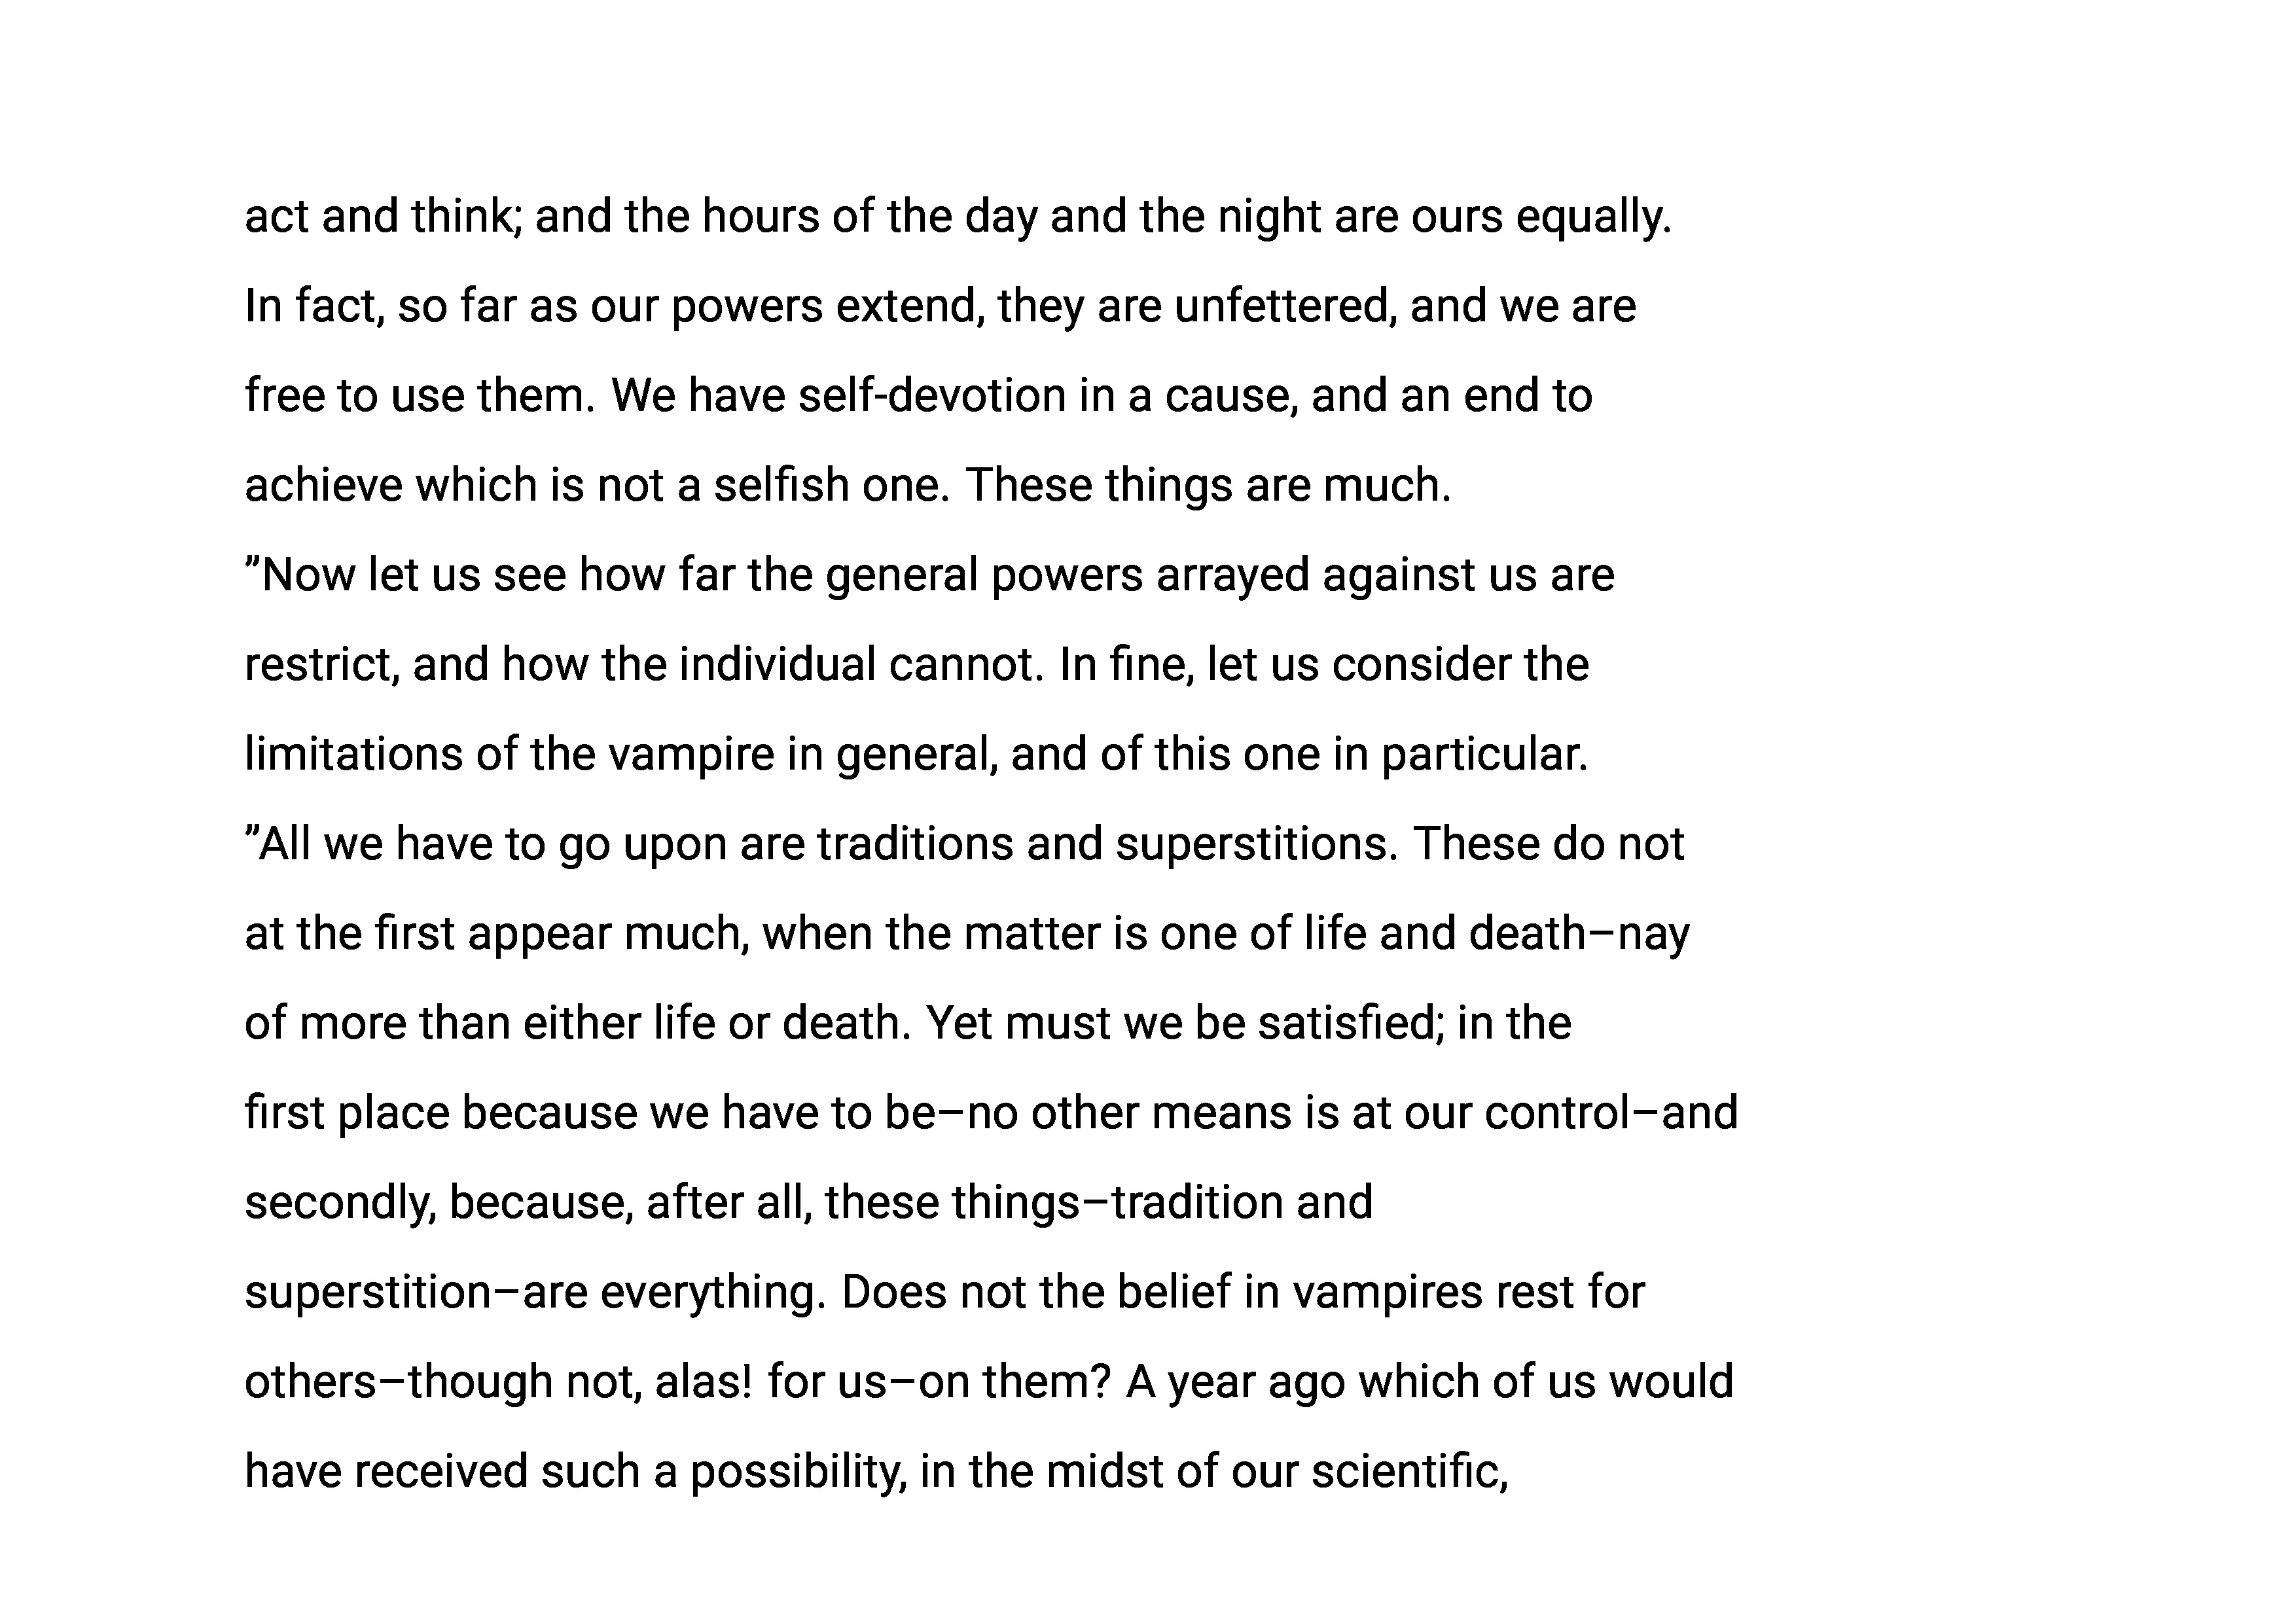 act and think; and the hours of the day and the night are ours equally.
In fact, so far as our powers extend, they are unfettered, and we are
free to use them. We have self-devotion in a cause, and an end to
achieve which is not a selfish one. These things are much.
”Now let us see how far the general powers arrayed against us are
restrict, and how the individual cannot. In fine, let us consider the
limitations of the vampire in general, and of this one in particular.
”All we have to go upon are traditions and superstitions. These do not
at the first appear much, when the matter is one of life and death–nay
of more than either life or death. Yet must we be satisfied; in the
first place because we have to be–no other means is at our control–and
secondly, because, after all, these things–tradition and
superstition–are everything. Does not the belief in vampires rest for
others–though not, alas! for us–on them? A year ago which of us would
have received such a possibility, in the midst of our scientific,